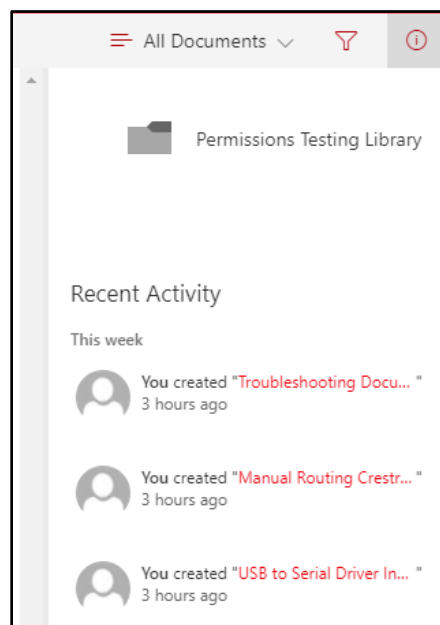 All Documents
Permissions Testing Library
Recent Activity
This week
You created "Troubleshooting Docu... "
3 hours ago
You created "Manual Routing Crestr... "
3 hours ago
You created "USB to Serial Driver In... "
3 hours ago